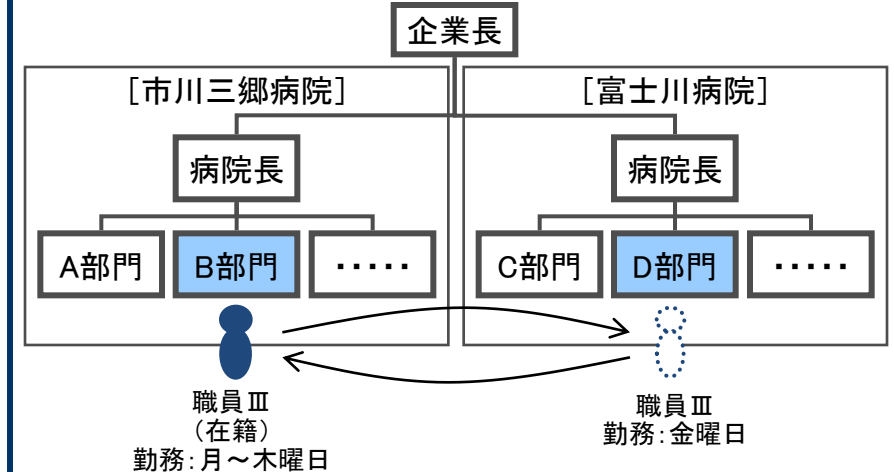 企業長
［市川三郷病院］
［富士川病院］
病院長
病院長
A部門
B部門
・・・・・
C部門
D部門
・・・・・
職員Ⅲ
（在籍）
勤務：月～木曜日
職員Ⅲ
勤務：金曜日